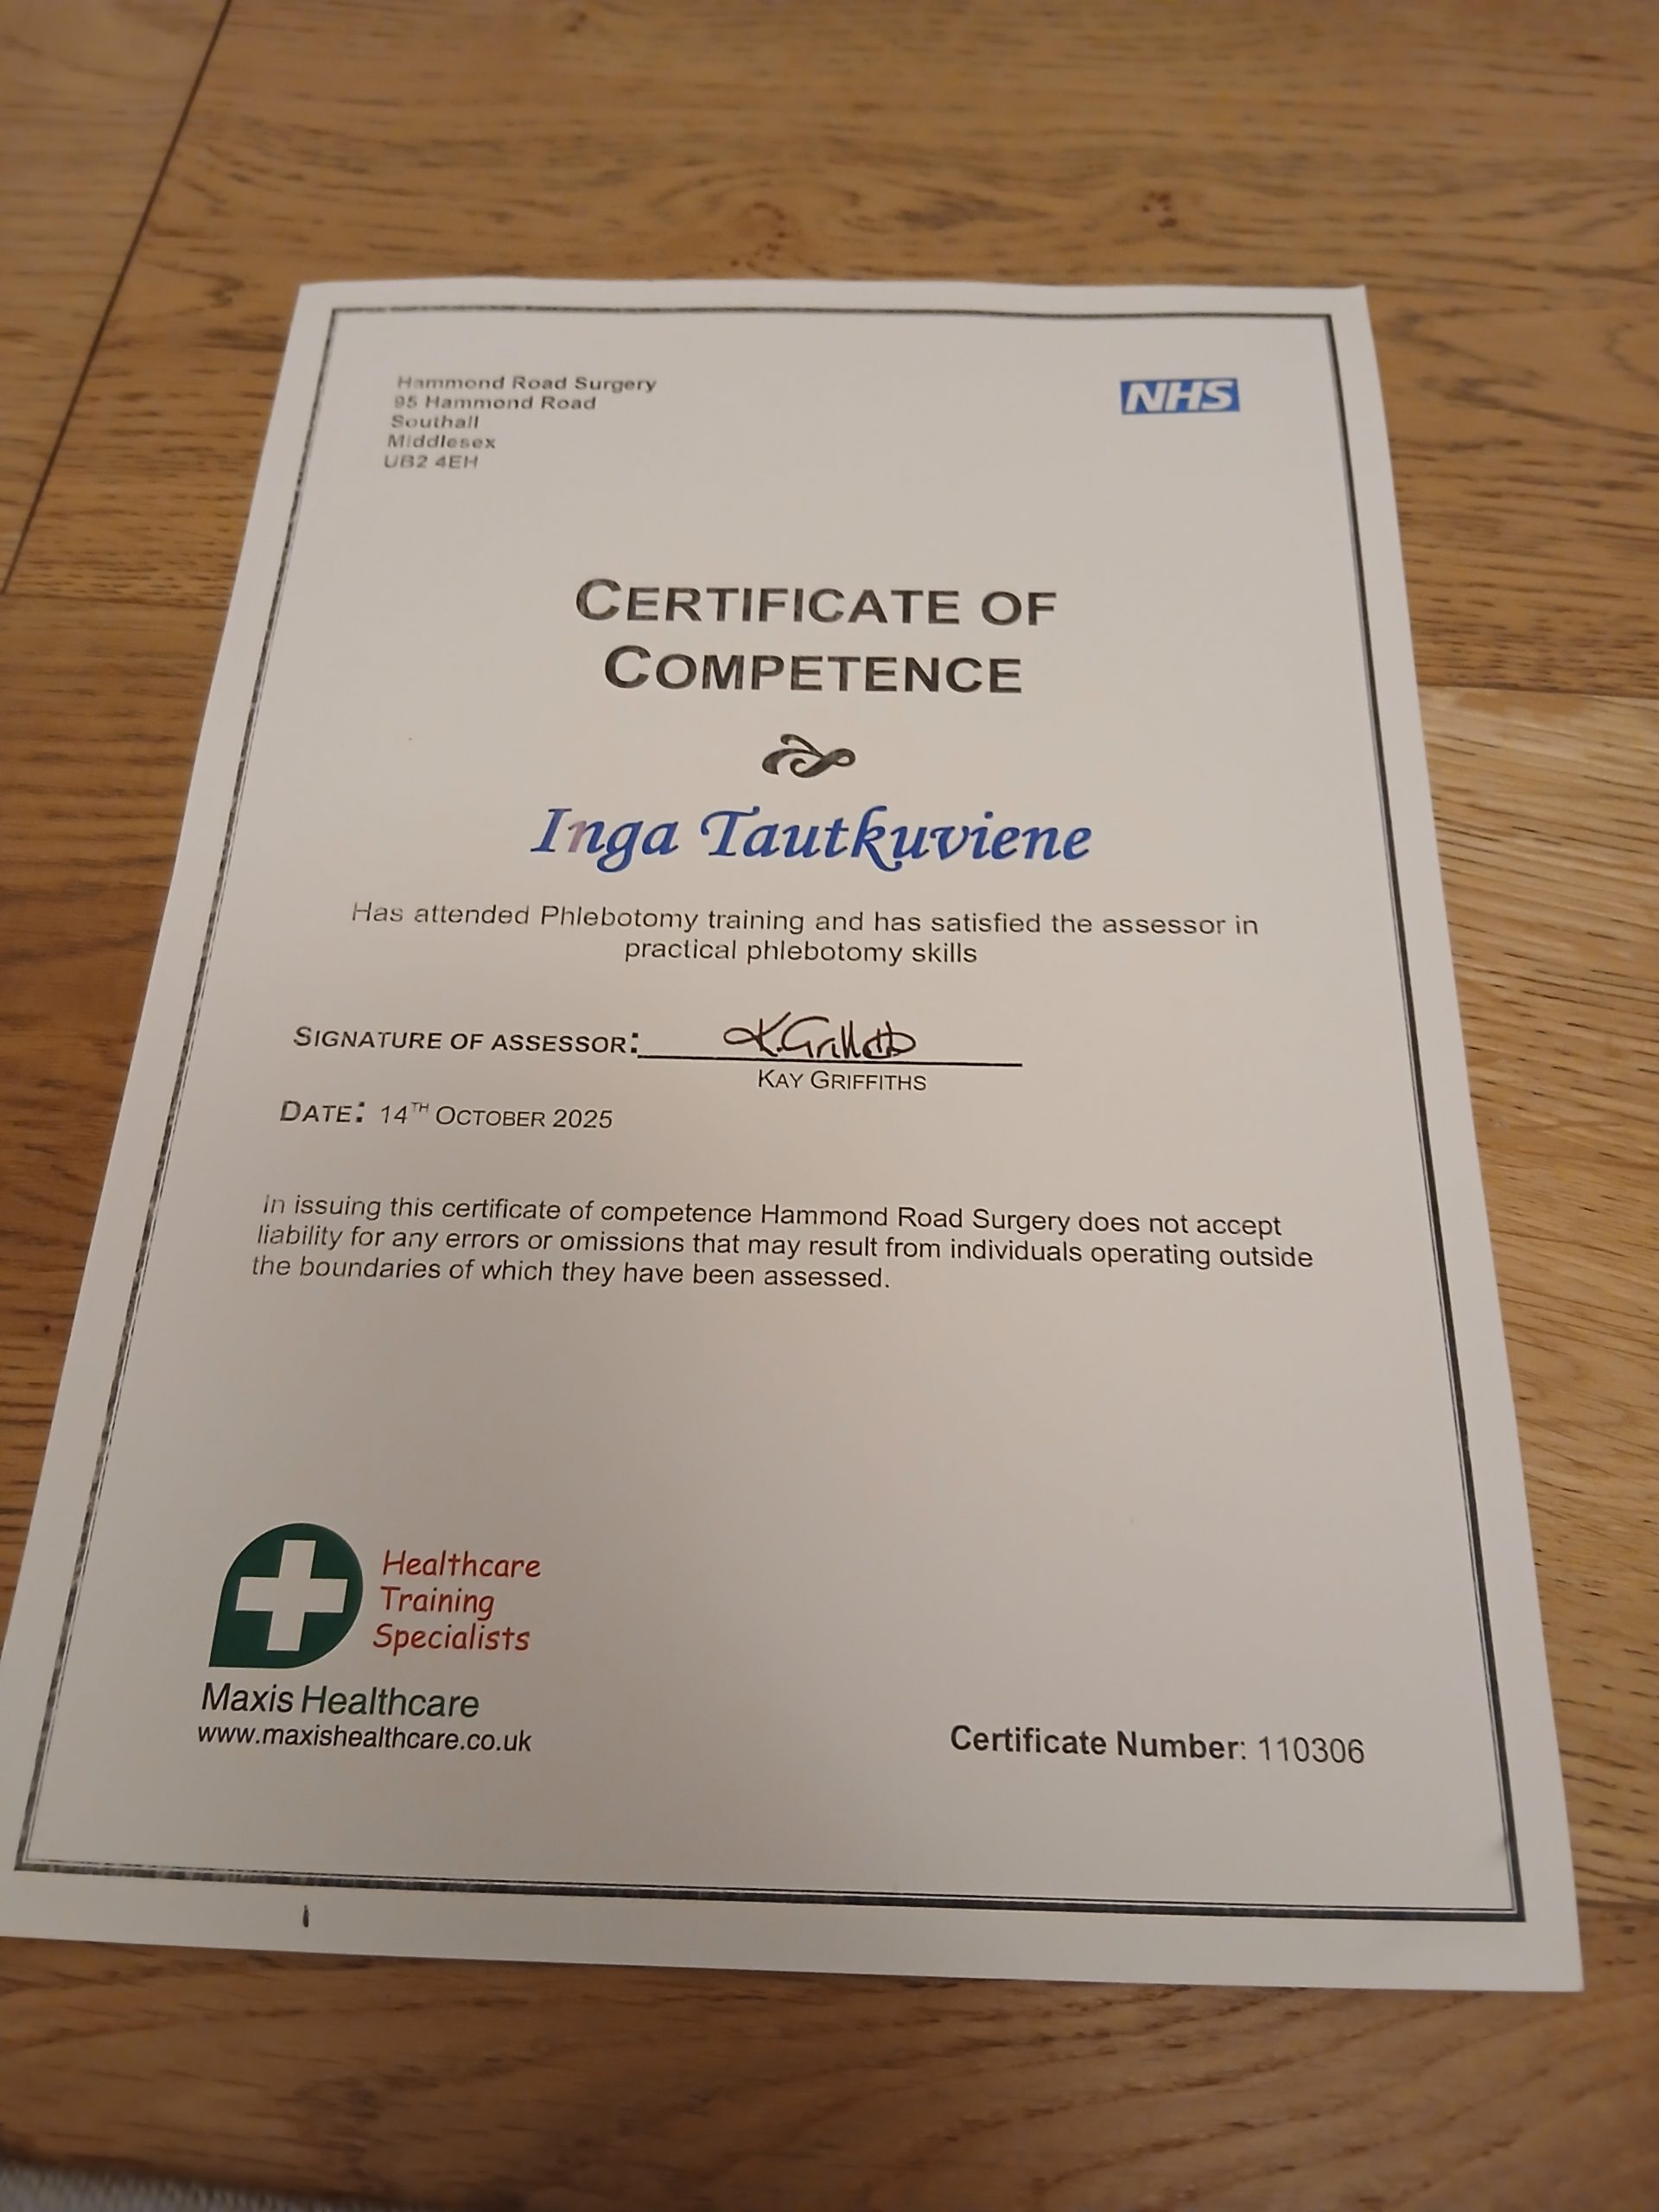 Hammond Road Surgery
95 Hammond Road
Southall
Middlesex
UB2 4EH
NHS
CERTIFICATE OF
COMPETENCE
Inga Tautkuviene
Has attended Phlebotomy training and has satisfied the assessor in
practical phlebotomy skills
SIGNATURE OF ASSESSOR: K.Griffiths
KAY GRIFFITHS
DATE: 14TH OCTOBER 2025
In issuing this certificate of competence Hammond Road Surgery does not accept
liability for any errors or omissions that may result from individuals operating outside
the boundaries of which they have been assessed.
Healthcare
Training
Specialists
Maxis Healthcare
www.maxishealthcare.co.uk
Certificate Number: 110306